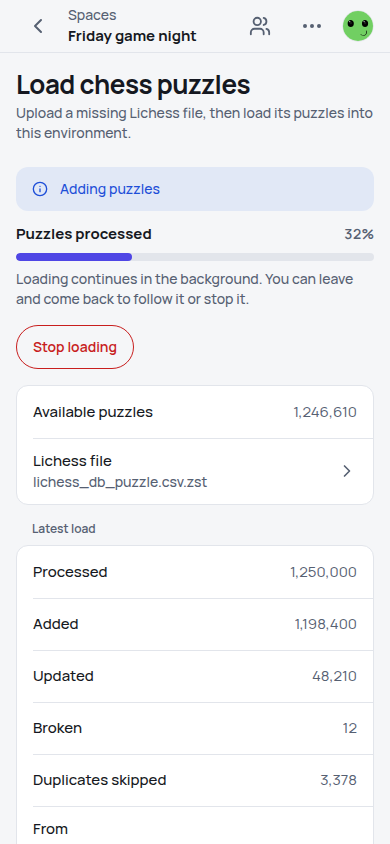 Spaces
Friday game night
Load chess puzzles
Upload a missing Lichess file, then load its puzzles into
this environment.
Adding puzzles
Puzzles processed 32%
Loading continues in the background. You can leave
and come back to follow it or stop it.
Stop loading
Available puzzles 1,246,610
Lichess file
lichess_db_puzzle.csv.zst
Latest load
Processed 1,250,000
Added 1,198,400
Updated 48,210
Broken 12
Duplicates skipped 3,378
From